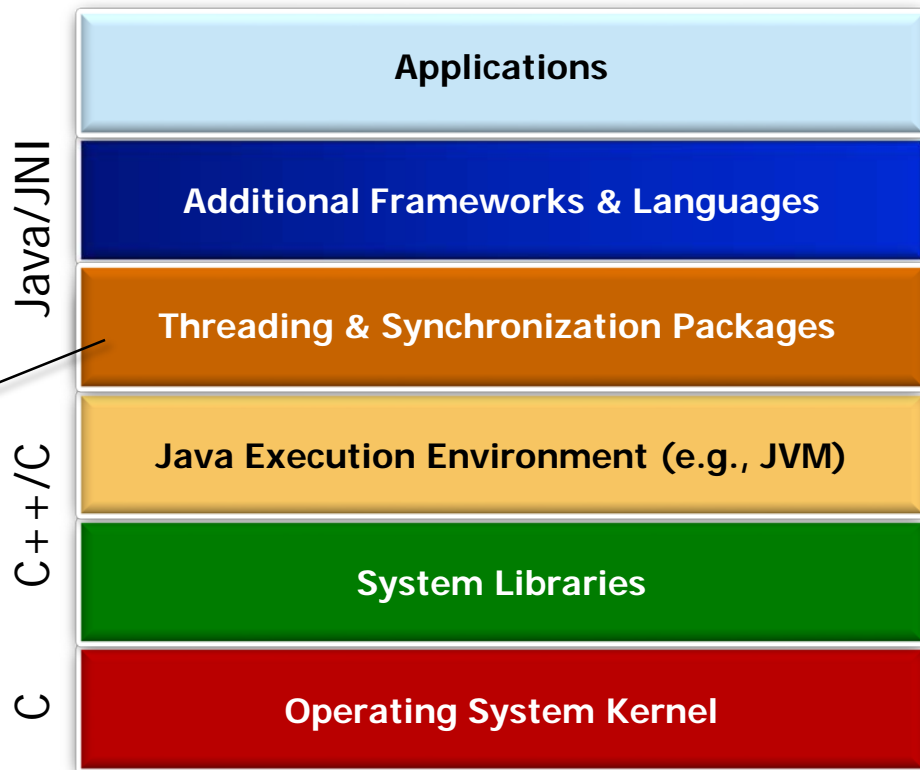 Applications
Java/JNI
Additional Frameworks & Languages
Threading & Synchronization Packages
C++/C
Java Execution Environment (e.g., JVM)
System Libraries
C
Operating System Kernel